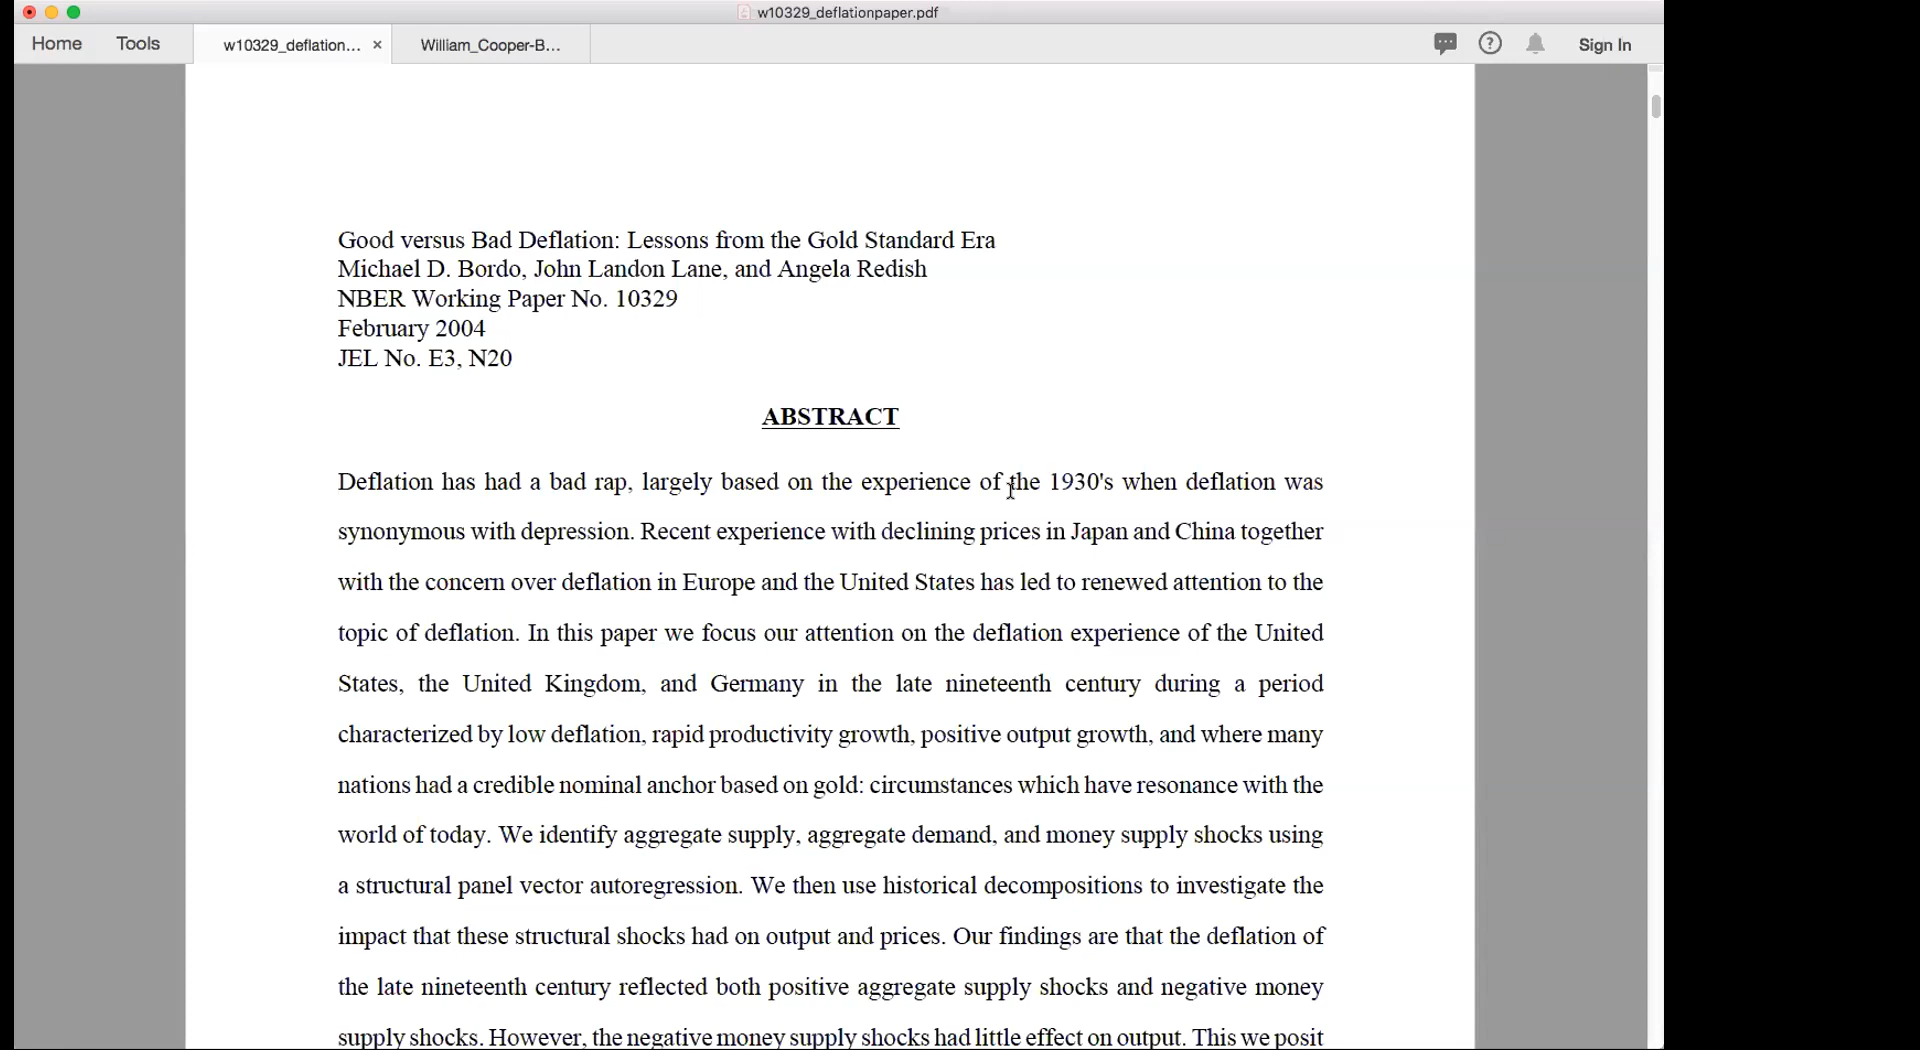 w10329_deflationpaper.pdf
Home Tools w10329_deflation... × William_Cooper-B... ? Sign In
Good versus Bad Deflation: Lessons from the Gold Standard Era
Michael D. Bordo, John Landon Lane, and Angela Redish
NBER Working Paper No. 10329
February 2004
JEL No. E3, N20
ABSTRACT
Deflation has had a bad rap, largely based on the experience of the 1930's when deflation was
synonymous with depression. Recent experience with declining prices in Japan and China together
with the concern over deflation in Europe and the United States has led to renewed attention to the
topic of deflation. In this paper we focus our attention on the deflation experience of the United
States, the United Kingdom, and Germany in the late nineteenth century during a period
characterized by low deflation, rapid productivity growth, positive output growth, and where many
nations had a credible nominal anchor based on gold: circumstances which have resonance with the
world of today. We identify aggregate supply, aggregate demand, and money supply shocks using
a structural panel vector autoregression. We then use historical decompositions to investigate the
impact that these structural shocks had on output and prices. Our findings are that the deflation of
the late nineteenth century reflected both positive aggregate supply shocks and negative money
supply shocks. However, the negative money supply shocks had little effect on output. This we posit